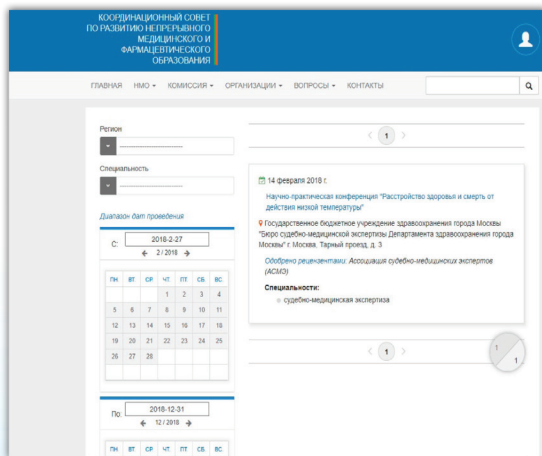 КООРДИНАЦИОННЫЙ СОВЕТ
ПО РАЗВИТИЮ НЕПРЕРЫВНОГО
МЕДИЦИНСКОГО И
ФАРМАЦЕВТИЧЕСКОГО
ОБРАЗОВАНИЯ
ГЛАВНАЯ НМО КОМИССИЯ ОРГАНИЗАЦИИ ВОПРОСЫ КОНТАКТЫ
Регион
---------------
Специальность
---------------
Диапазон дат проведения
С: 2018-2-27
2 / 2018
ПН ВТ СР ЧТ ПТ СБ ВС
1 2 3 4
5 6 7 8 9 10 11
12 13 14 15 16 17 18
19 20 21 22 23 24 25
26 27 28
По: 2018-12-31
12 / 2018
ПН ВТ СР ЧТ ПТ СБ ВС
1
14 февраля 2018 г.
Научно-практическая конференция "Расстройство здоровья и смерть от
действия низкой температуры"
Государственное бюджетное учреждение здравоохранения города Москвы
"Бюро судебно-медицинской экспертизы Департамента здравоохранения города
Москвы" г. Москва, Тарный проезд, д. 3
Одобрено рецензентами: Ассоциация судебно-медицинских экспертов
(АСМЭ)
Специальности:
судебно-медицинская экспертиза
1
1
1